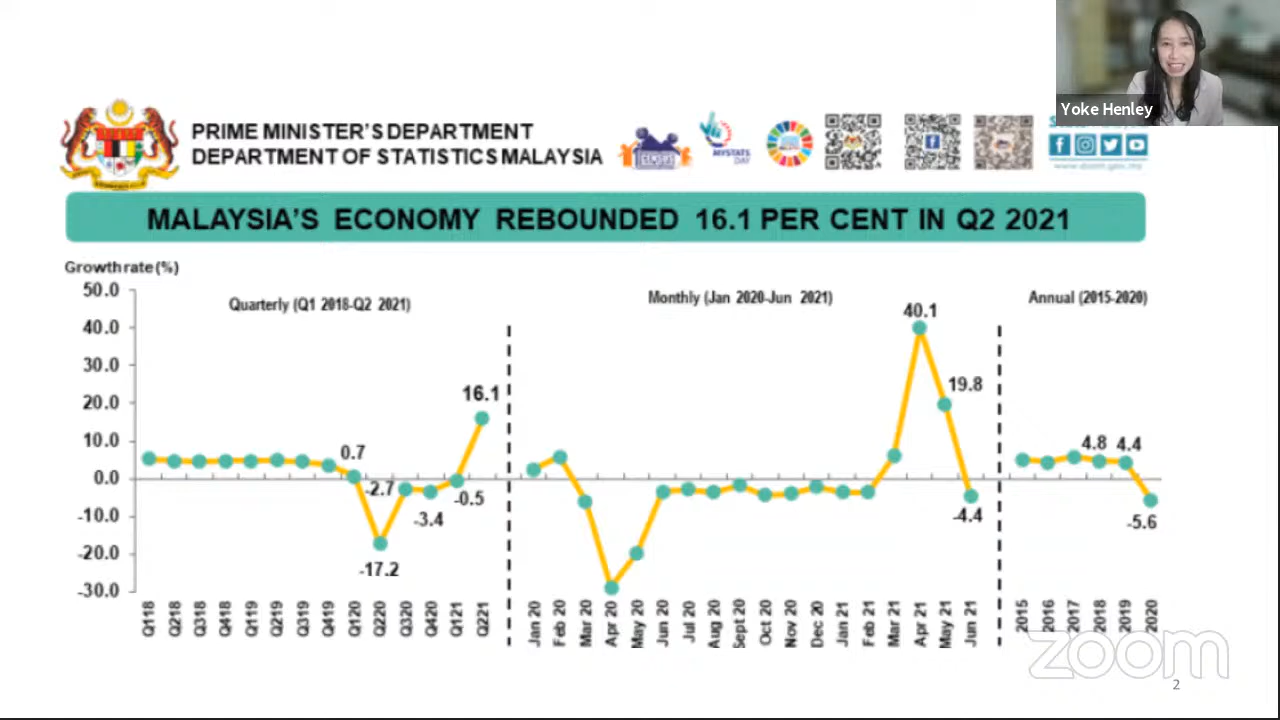 Yoke Henley
PRIME MINISTER'S DEPARTMENT
DEPARTMENT OF STATISTICS MALAYSIA
CENSUS
MYSTATS
DAY
MALAYSIA'S ECONOMY REBOUNDED 16.1 PER CENT IN Q2 2021
Growth rate (%)
Quarterly (Q1 2018-Q2 2021)
Monthly (Jan 2020-Jun 2021)
Annual (2015-2020)
50.0
40.0
30.0
20.0
10.0
0.0
-10.0
-20.0
-30.0
0.7
-17.2
-2.7
-3.4
-0.5
16.1
40.1
19.8
-4.4
4.8
4.4
-5.6
Q118
Q218
Q318
Q418
Q119
Q219
Q319
Q419
Q120
Q220
Q320
Q420
Q121
Q221
Jan 20
Feb 20
Mar 20
Apr 20
May 20
Jun 20
Jul 20
Aug 20
Sept 20
Oct 20
Nov 20
Dec 20
Jan 21
Feb 21
Mar 21
Apr 21
May 21
Jun 21
2015
2016
2017
2018
2019
2020
zoom
2